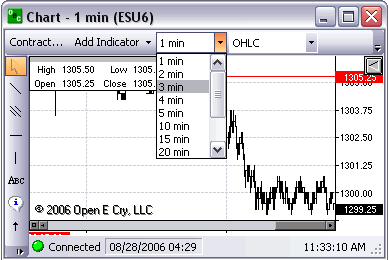 Chart - 1 min (ESU6)
Contract... Add Indicator 1 min OHLC
High 1305.50 Low 1305
Open 1305.25 Close 1305.25
1 min
2 min
3 min
4 min
5 min
10 min
15 min
20 min
1305.25
1303.75
1302.50
1301.25
1300.00
1299.25
ABC
© 2006 Open E Cry, LLC
Connected 08/28/2006 04:29 11:33:10 AM